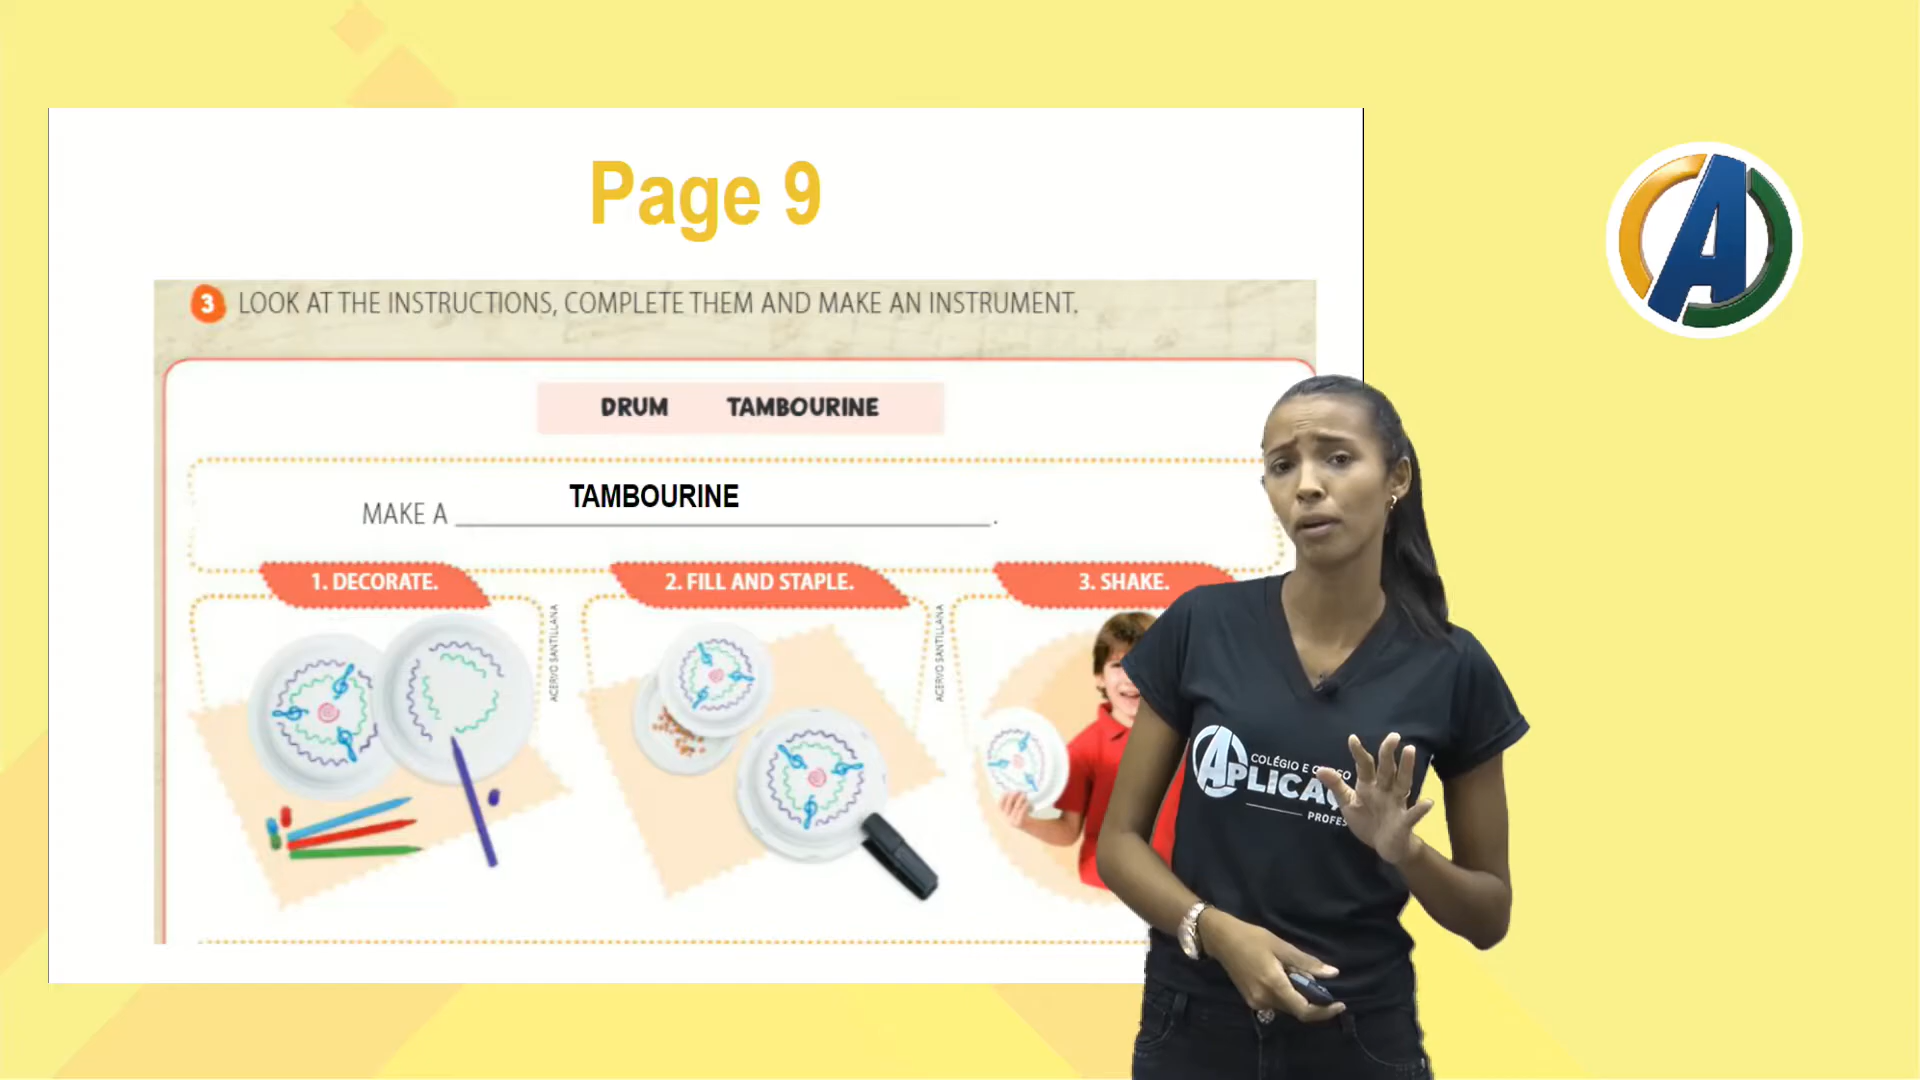 Page 9
3 LOOK AT THE INSTRUCTIONS, COMPLETE THEM AND MAKE AN INSTRUMENT.
DRUM TAMBOURINE
MAKE A TAMBOURINE.
1. DECORATE.
2. FILL AND STAPLE.
3. SHAKE.
ACERVO SANTILLANA
ACERVO SANTILLANA
A
COLÉGIO E
APLICAÇ
PROFES